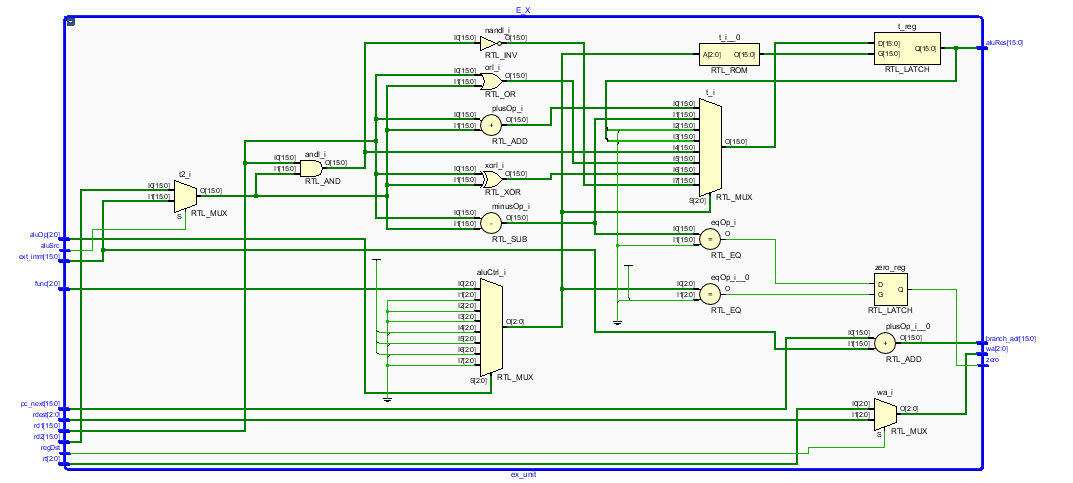 E_X
nandI_i
I0[15:0] O[15:0]
RTL_INV
orI_i
I0[15:0]
I1[15:0] O[15:0]
RTL_OR
plusOp_i
I0[15:0]
I1[15:0] O[15:0]
RTL_ADD
andI_i
I0[15:0]
I1[15:0] O[15:0]
RTL_AND
xorI_i
I0[15:0]
I1[15:0] O[15:0]
RTL_XOR
minusOp_i
I0[15:0]
I1[15:0] O[15:0]
RTL_SUB
t2_i
I0[15:0]
I1[15:0] O[15:0]
S
RTL_MUX
t_i__0
A[2:0] O[15:0]
RTL_ROM
t_reg
D[15:0]
G[15:0] Q[15:0]
RTL_LATCH
aluRes[15:0]
t_i
I0[15:0]
I1[15:0]
I2[15:0]
I3[15:0]
I4[15:0]
I5[15:0]
I6[15:0]
I7[15:0]
O[15:0]
S[2:0]
RTL_MUX
eqOp_i
I0[15:0]
I1[15:0] O
RTL_EQ
eqOp_i__0
I0[2:0]
I1[2:0] O
RTL_EQ
zero_reg
D
G Q
RTL_LATCH
plusOp_i__0
I0[15:0]
I1[15:0] O[15:0]
RTL_ADD
branch_adr[15:0]
wa[2:0]
zero
aluOp[2:0]
aluSrc
ext_imm[15:0]
func[2:0]
aluCtrl_i
I0[2:0]
I1[2:0]
I2[2:0]
I3[2:0]
I4[2:0]
I5[2:0]
I6[2:0]
I7[2:0]
O[2:0]
S[2:0]
RTL_MUX
pc_next[15:0]
rdest[2:0]
rd1[15:0]
rd2[15:0]
regDst
rt[2:0]
wa_i
I0[2:0]
I1[2:0] O[2:0]
S
RTL_MUX
ex_unit